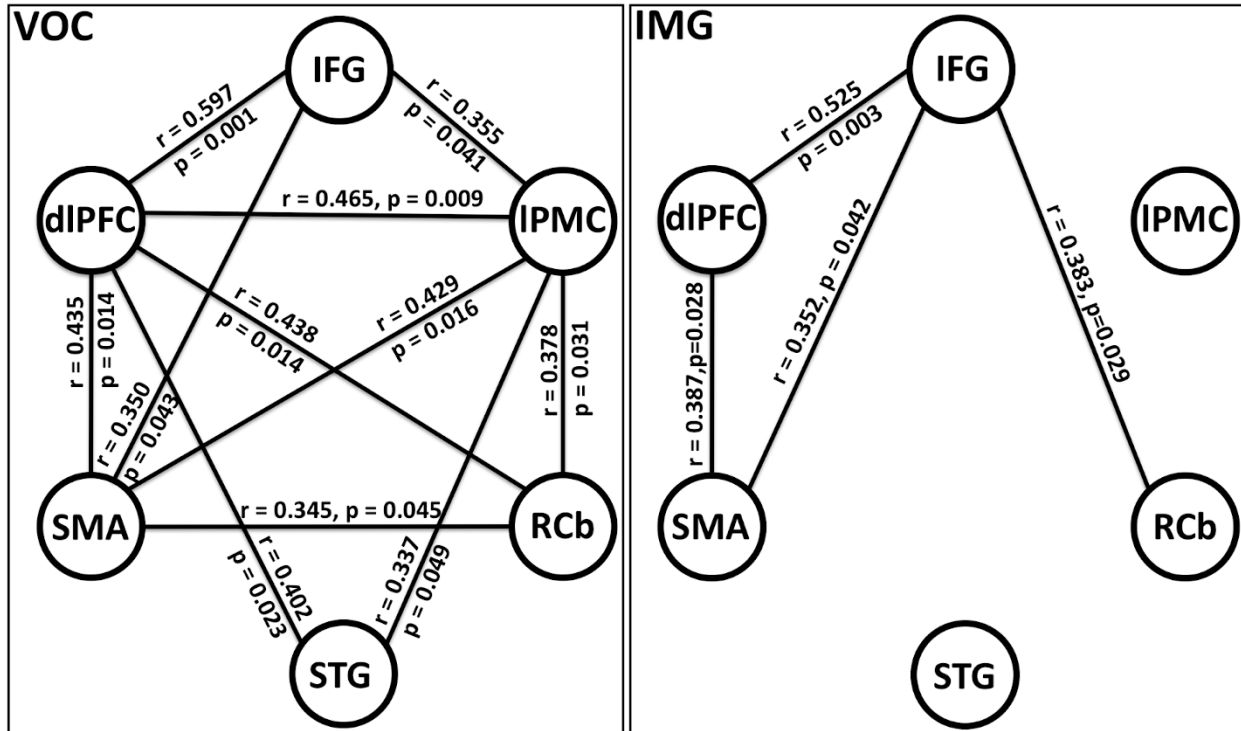 VOC
IFG
r = 0.597
p = 0.001
r = 0.355
p = 0.041
dlPFC
r = 0.465, p = 0.009
lPMC
r = 0.435
p = 0.014
r = 0.438
p = 0.014
r = 0.429
p = 0.016
r = 0.378
p = 0.031
r = 0.350
p = 0.043
SMA
r = 0.345, p = 0.045
RCb
r = 0.402
p = 0.023
r = 0.337
p = 0.049
STG
IMG
IFG
r = 0.525
p = 0.003
dlPFC
lPMC
r = 0.352, p = 0.042
r = 0.383, p=0.029
r = 0.387,p=0.028
SMA
RCb
STG